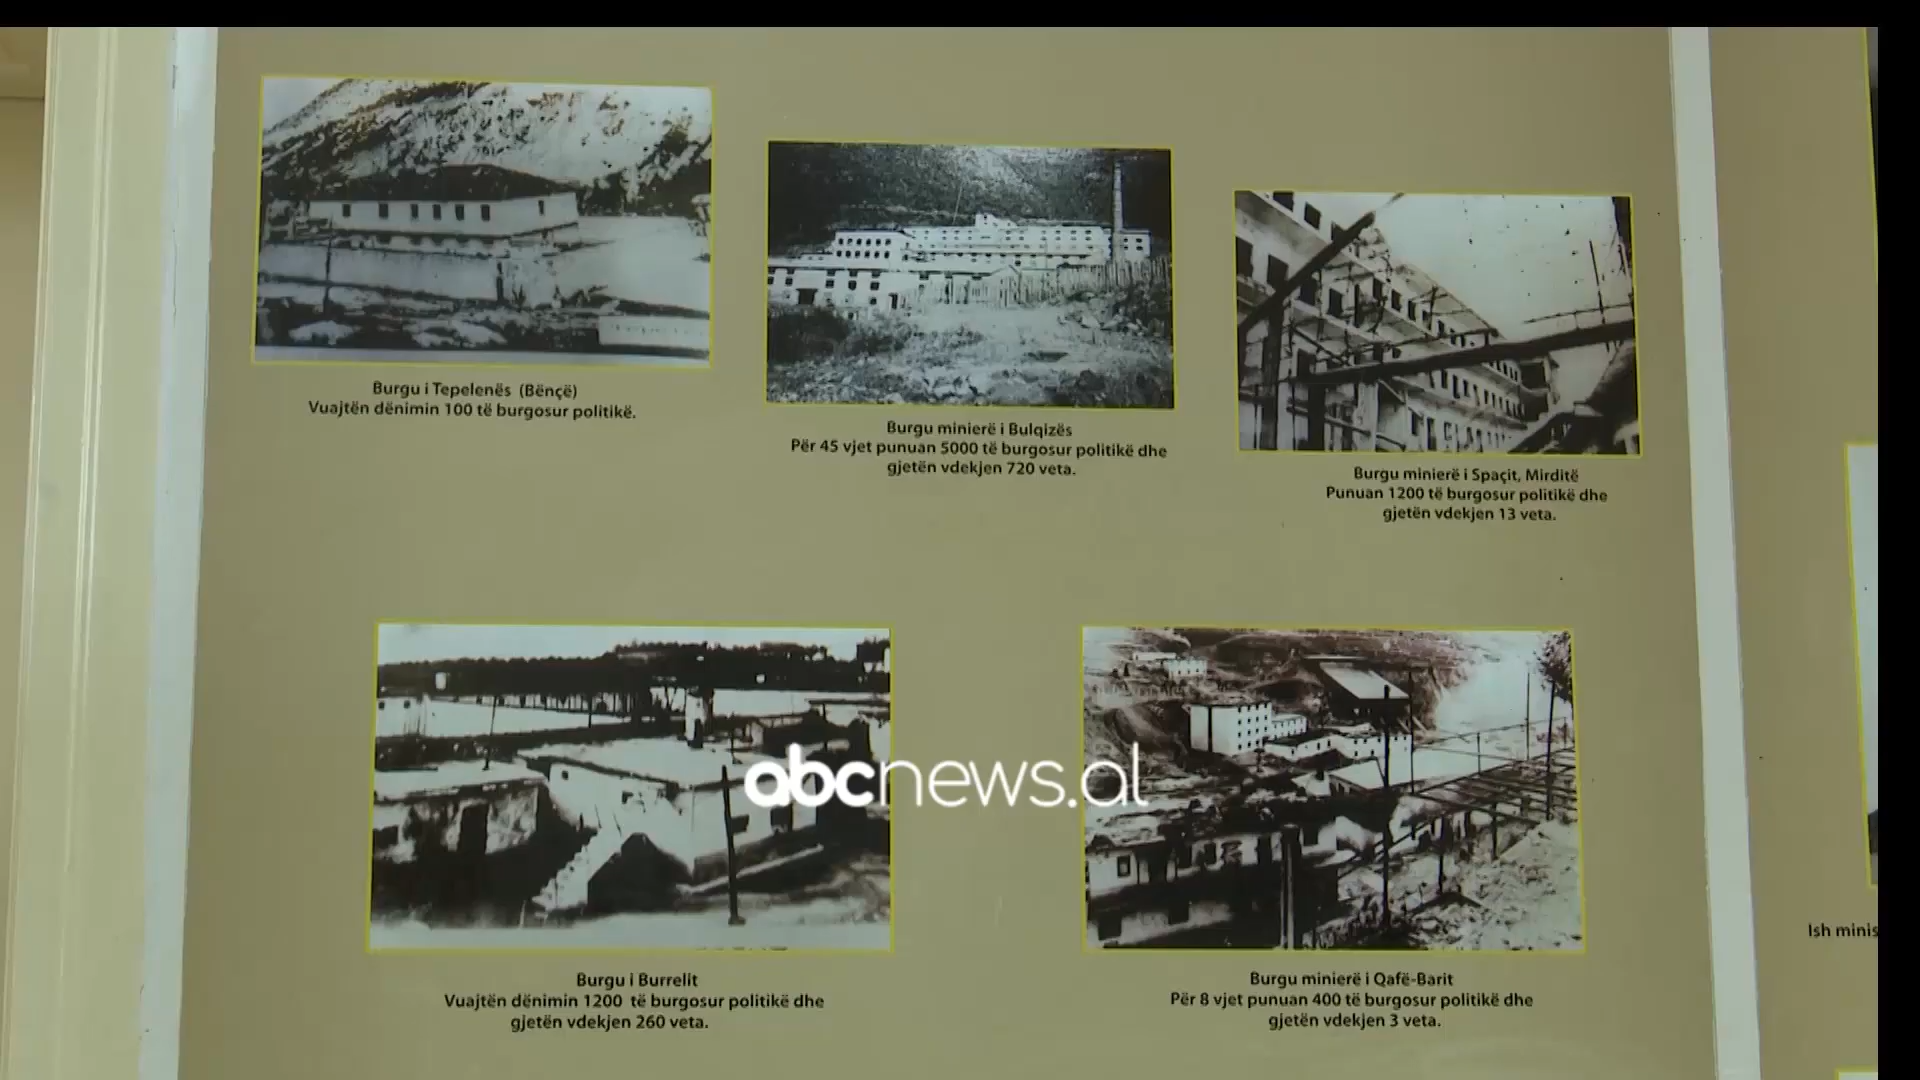 Burgu i Tepelenës (Bënçë)
Vuajtën dënimin 100 të burgosur politikë.
Burgu minierë i Bulqizës
Për 45 vjet punuan 5000 të burgosur politikë dhe
gjetën vdekjen 720 veta.
Burgu minierë i Spaçit, Mirditë
Punuan 1200 të burgosur politikë dhe
gjetën vdekjen 13 veta.
abcnews.al
Burgu i Burrelit
Vuajtën dënimin 1200 të burgosur politikë dhe
gjetën vdekjen 260 veta.
Burgu minierë i Qafë-Barit
Për 8 vjet punuan 400 të burgosur politikë dhe
gjetën vdekjen 3 veta.
Ish minis